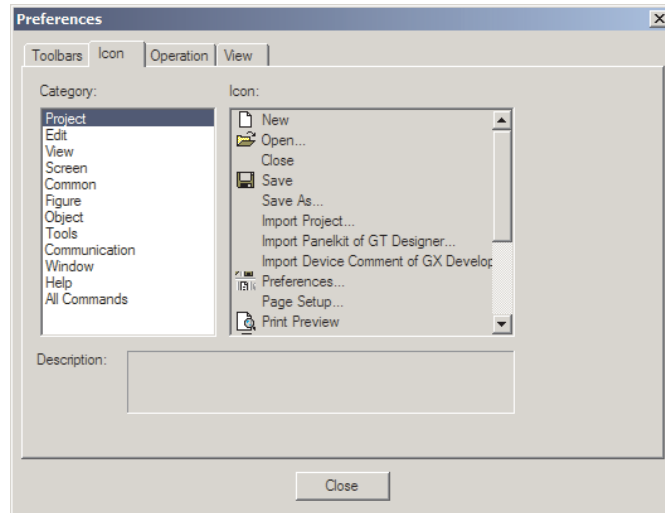 Preferences
Toolbars Icon Operation View
Category:
Project
Edit
View
Screen
Common
Figure
Object
Tools
Communication
Window
Help
All Commands
Icon:
New
Open...
Close
Save
Save As...
Import Project...
Import Panelkit of GT Designer...
Import Device Comment of GX Develop
Preferences...
Page Setup...
Print Preview
Description:
Close